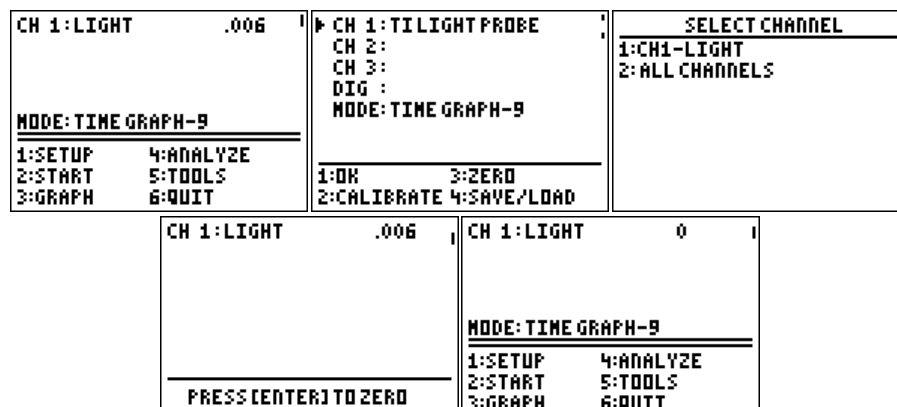 CH 1:LIGHT .006
MODE:TIME GRAPH-9
1:SETUP 4:ANALYZE
2:START 5:TOOLS
3:GRAPH 6:QUIT
CH 1:TI LIGHT PROBE
CH 2:
CH 3:
DIG :
MODE:TIME GRAPH-9
1:OK 3:ZERO
2:CALIBRATE 4:SAVE/LOAD
SELECT CHANNEL
1:CH1-LIGHT
2:ALL CHANNELS
CH 1:LIGHT .006
PRESS [ENTER] TO ZERO
CH 1:LIGHT 0
MODE:TIME GRAPH-9
1:SETUP 4:ANALYZE
2:START 5:TOOLS
3:GRAPH 6:QUIT